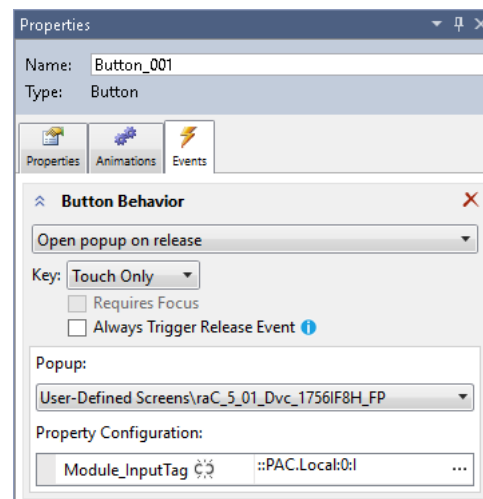 Properties
Name: Button_001
Type: Button
Properties Animations Events
Button Behavior
Open popup on release
Key: Touch Only
Requires Focus
Always Trigger Release Event
Popup:
User-Defined Screens\raC_5_01_Dvc_1756IF8H_FP
Property Configuration:
Module_InputTag ::PAC.Local:0:I ...